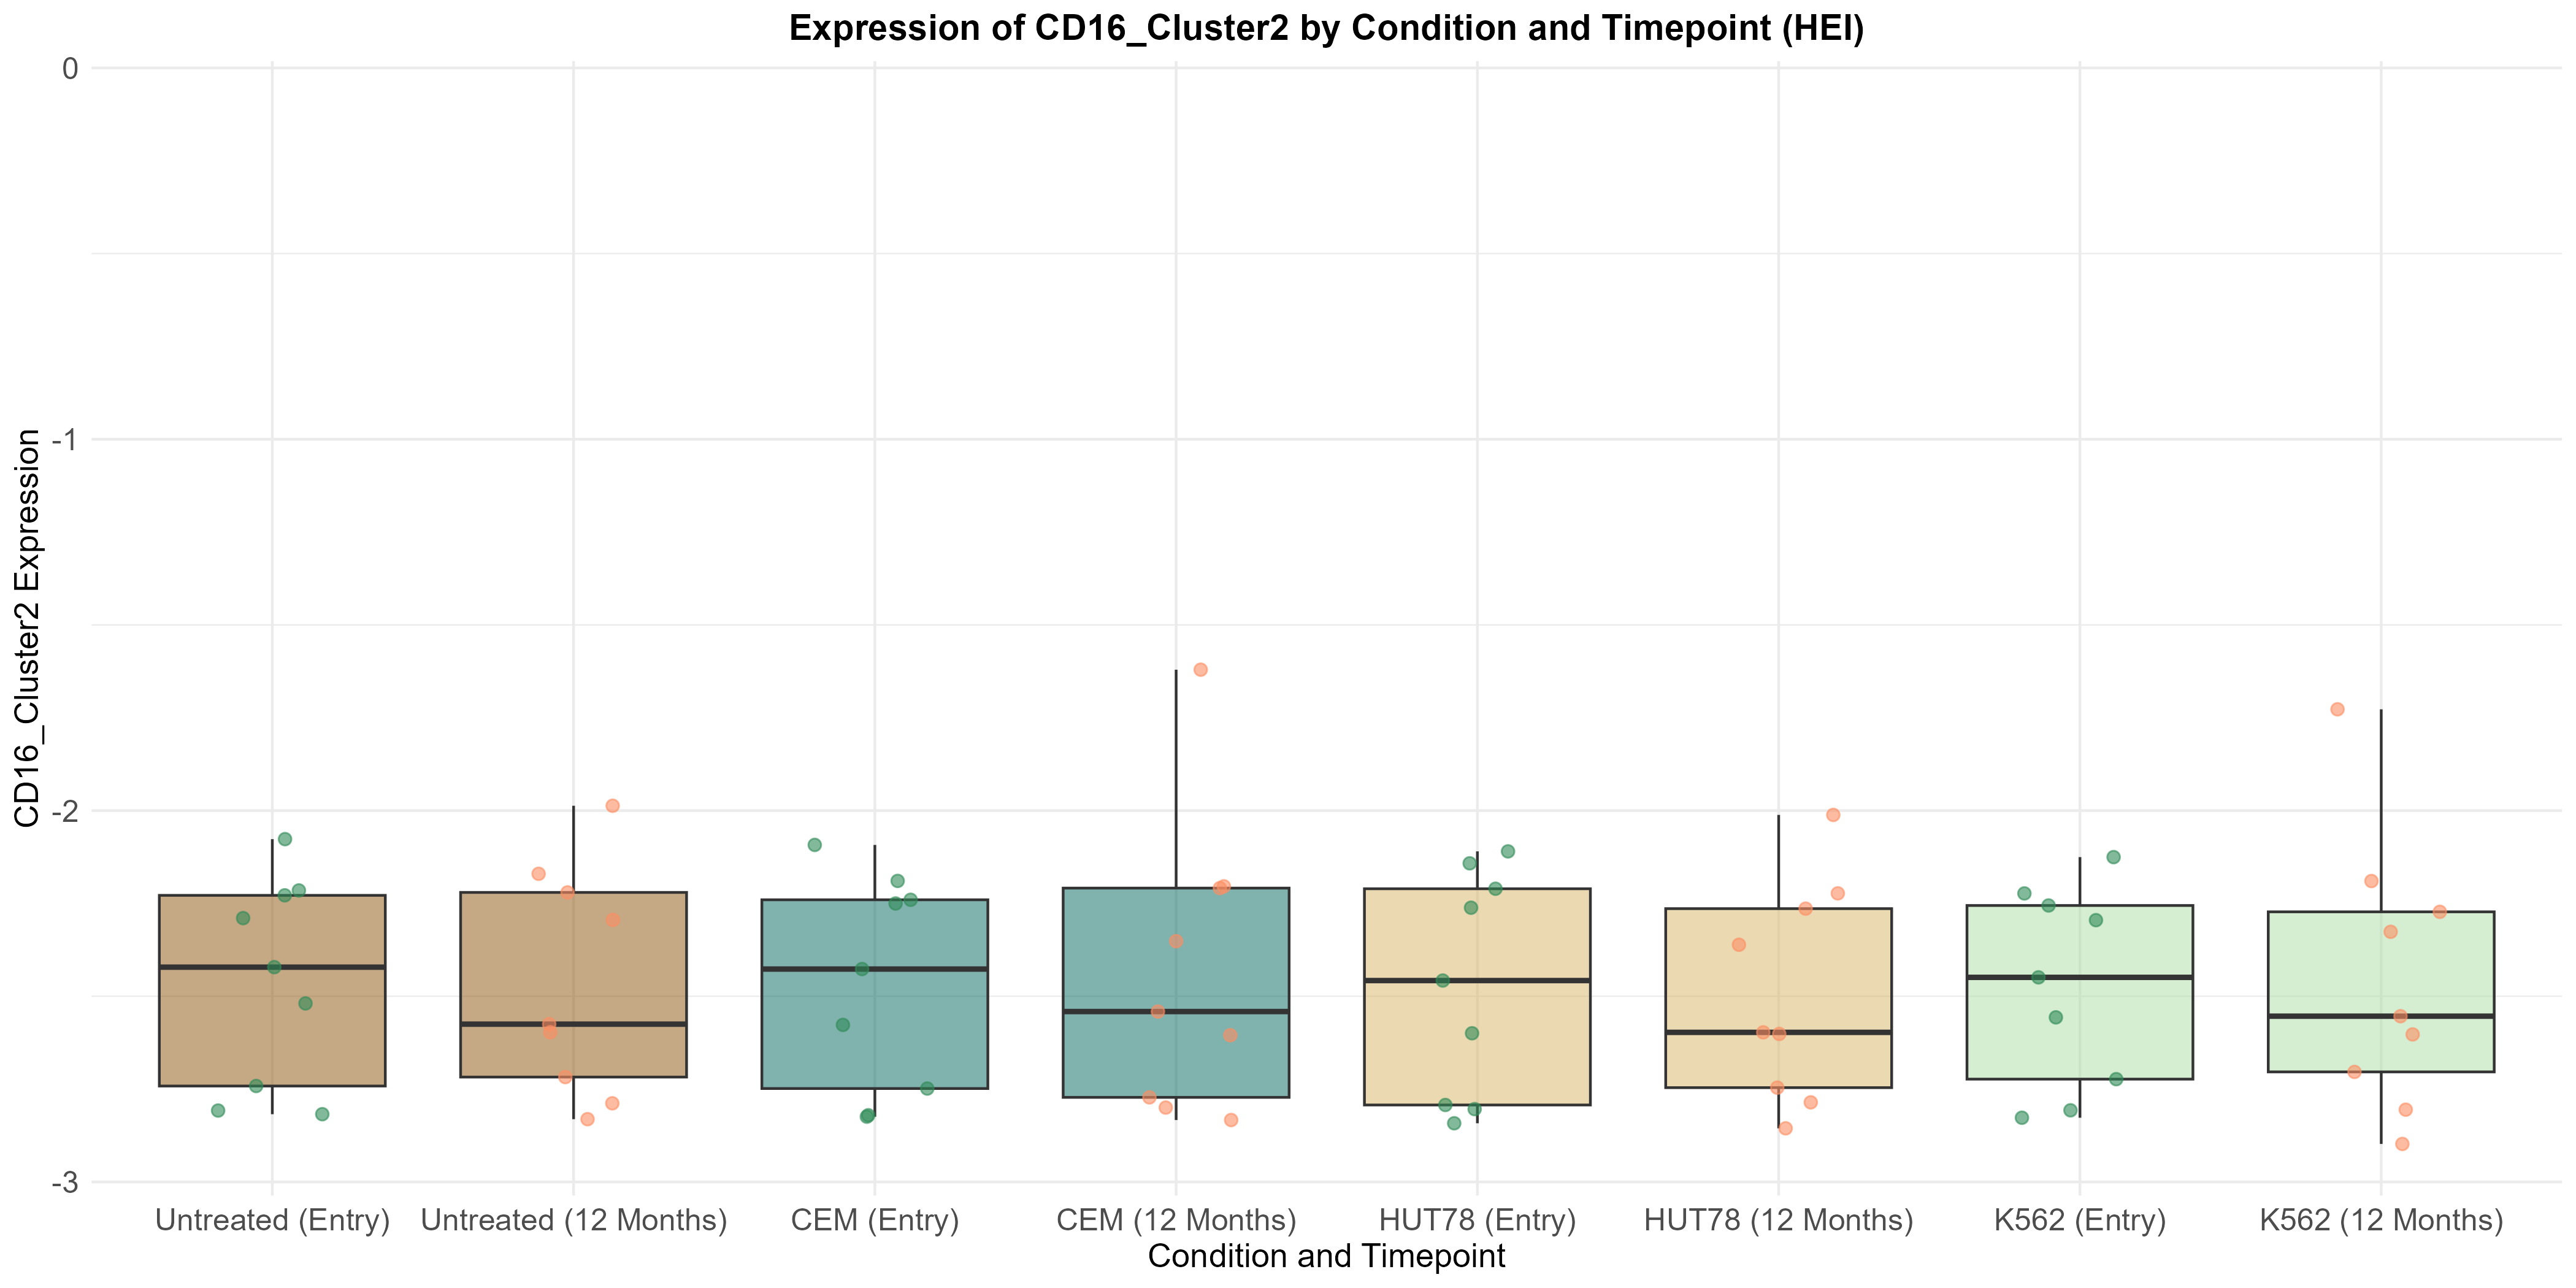 Expression of CD16_Cluster2 by Condition and Timepoint (HEI)
CD16_Cluster2 Expression
0
-1
-2
-3
Untreated (Entry)
Untreated (12 Months)
CEM (Entry)
CEM (12 Months)
HUT78 (Entry)
HUT78 (12 Months)
K562 (Entry)
K562 (12 Months)
Condition and Timepoint